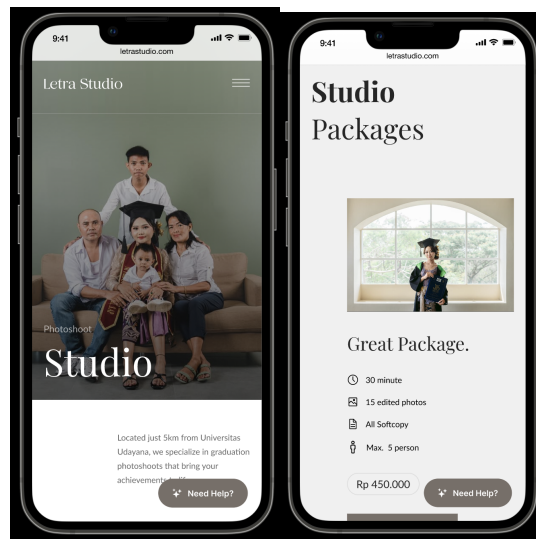 9:41
letrastudio.com
Letra Studio
Photoshoot
Studio
Located just 5km from Universitas
Udayana, we specialize in graduation
photoshoots that bring your
achievements
Need Help?
9:41
letrastudio.com
Studio
Packages
Great Package.
30 minute
15 edited photos
All Softcopy
Max. 5 person
Rp 450.000
Need Help?